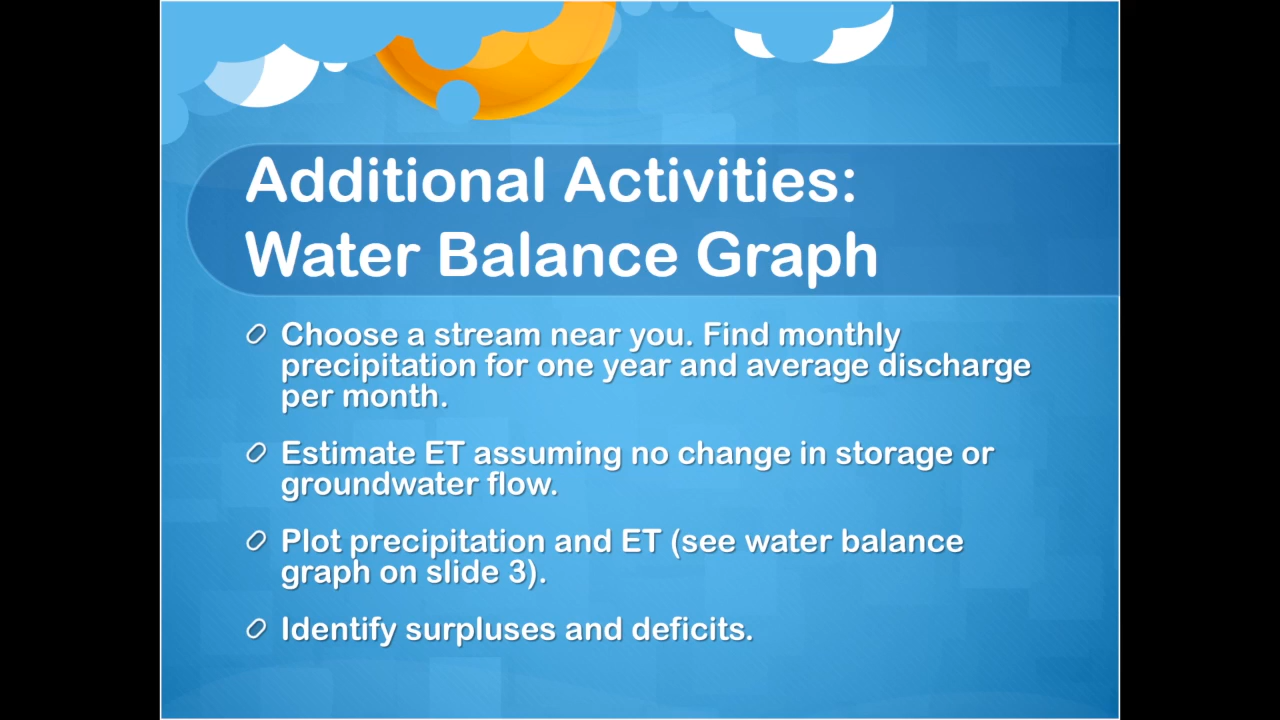 Additional Activities:
Water Balance Graph
Choose a stream near you. Find monthly
precipitation for one year and average discharge
per month.
Estimate ET assuming no change in storage or
groundwater flow.
Plot precipitation and ET (see water balance
graph on slide 3).
Identify surpluses and deficits.